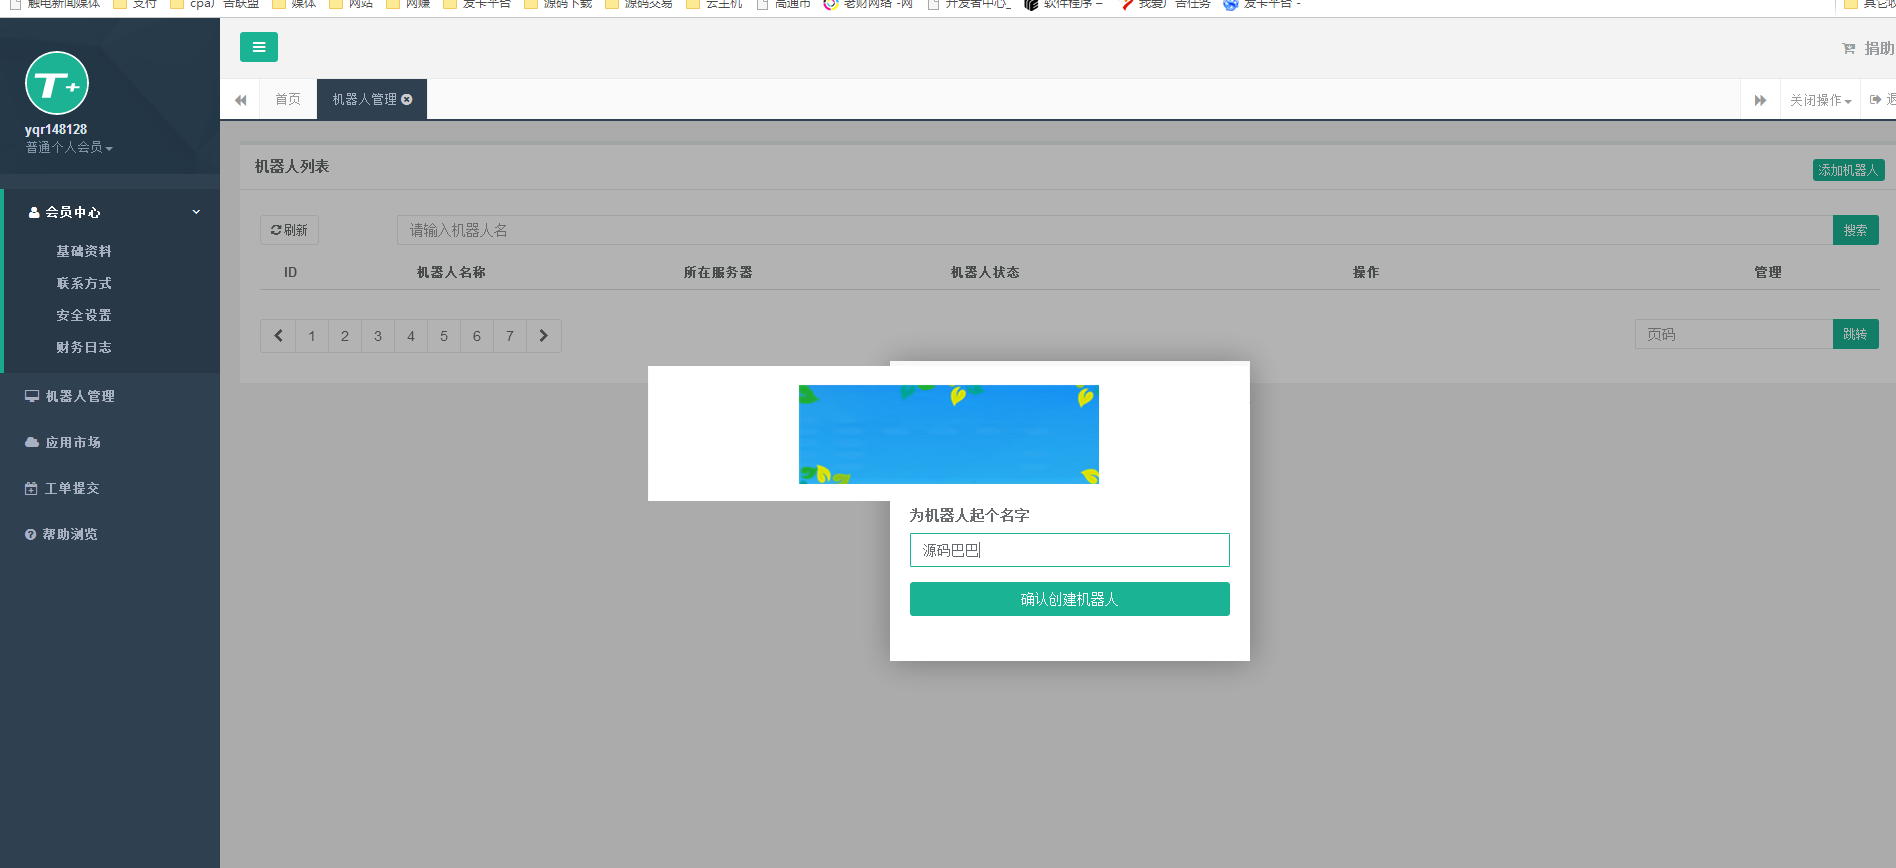 触电新闻媒体 支付 cpa广告联盟 媒体 网站 网赚 发卡平台 源码下载 源码交易 云主机 高通币 老财网络 -网 开发者中心_ 软件程序 – 我爱广告任务 发卡平台 -
捐助
首页 机器人管理 关闭操作
T+
yqr148128
普通个人会员
会员中心
基础资料
联系方式
安全设置
财务日志
机器人管理
应用市场
工单提交
帮助浏览
机器人列表 添加机器人
刷新 请输入机器人名 搜索
ID 机器人名称 所在服务器 机器人状态 操作 管理
1 2 3 4 5 6 7 页码 跳转
为机器人起个名字
源码巴巴
确认创建机器人